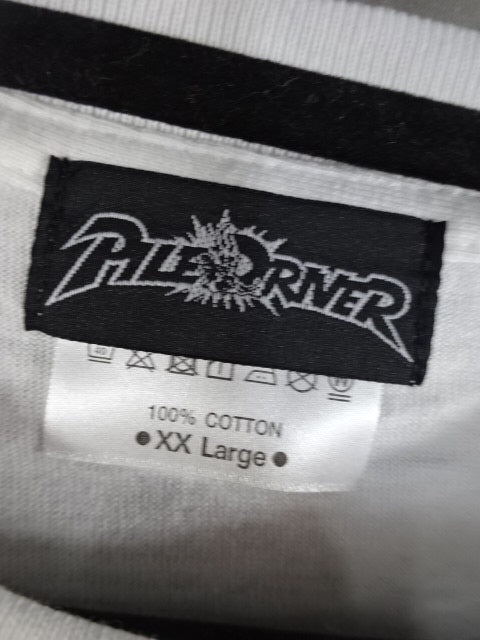 PILEDRIVER
100% COTTON
•XX Large•